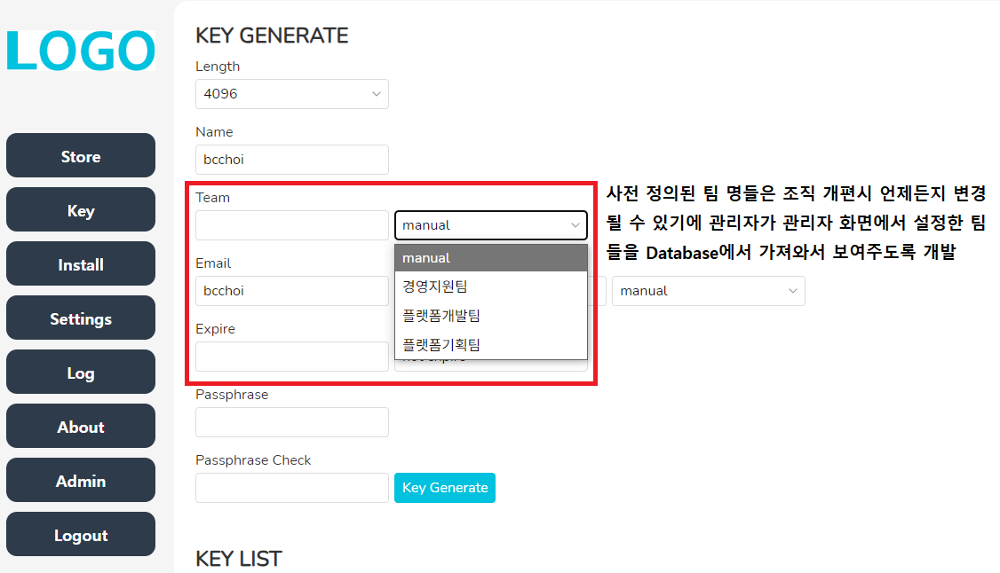 LOGO
Store
Key
Install
Settings
Log
About
Admin
Logout
KEY GENERATE
Length
4096
Name
bcchoi
Team
manual
manual
경영지원팀
플랫폼개발팀
플랫폼기획팀
사전 정의된 팀 명들은 조직 개편시 언제든지 변경
될 수 있기에 관리자가 관리자 화면에서 설정한 팀
들을 Database에서 가져와서 보여주도록 개발
Email
bcchoi
manual
Expire
Passphrase
Passphrase Check
Key Generate
KEY LIST